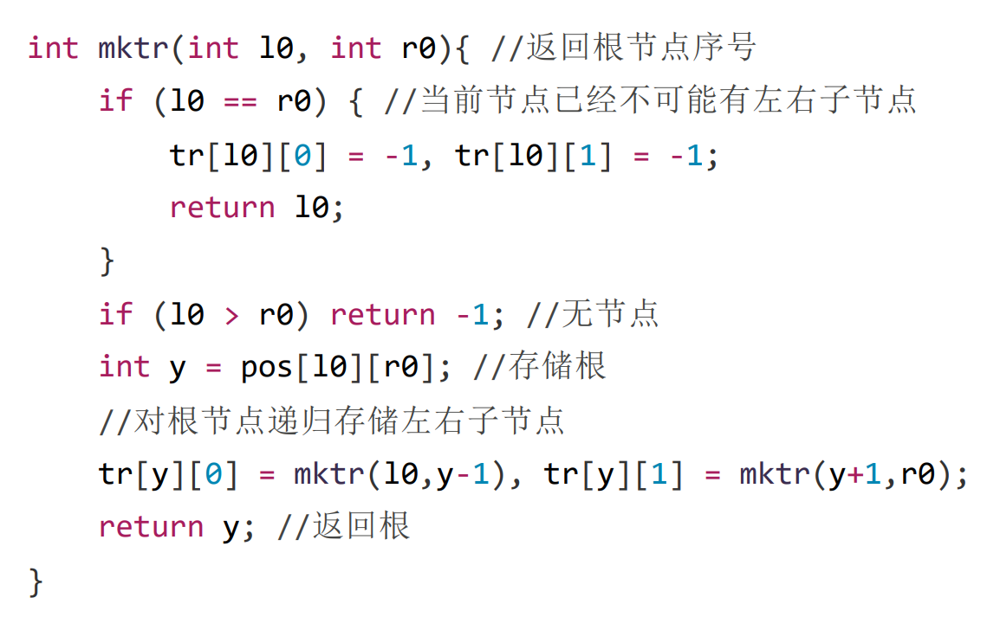 int mktr(int l0, int r0){ //返回根节点序号
    if (l0 == r0) { //当前节点已经不可能有左右子节点
        tr[l0][0] = -1, tr[l0][1] = -1;
        return l0;
    }
    if (l0 > r0) return -1; //无节点
    int y = pos[l0][r0]; //存储根
    //对根节点递归存储左右子节点
    tr[y][0] = mktr(l0,y-1), tr[y][1] = mktr(y+1,r0);
    return y; //返回根
}